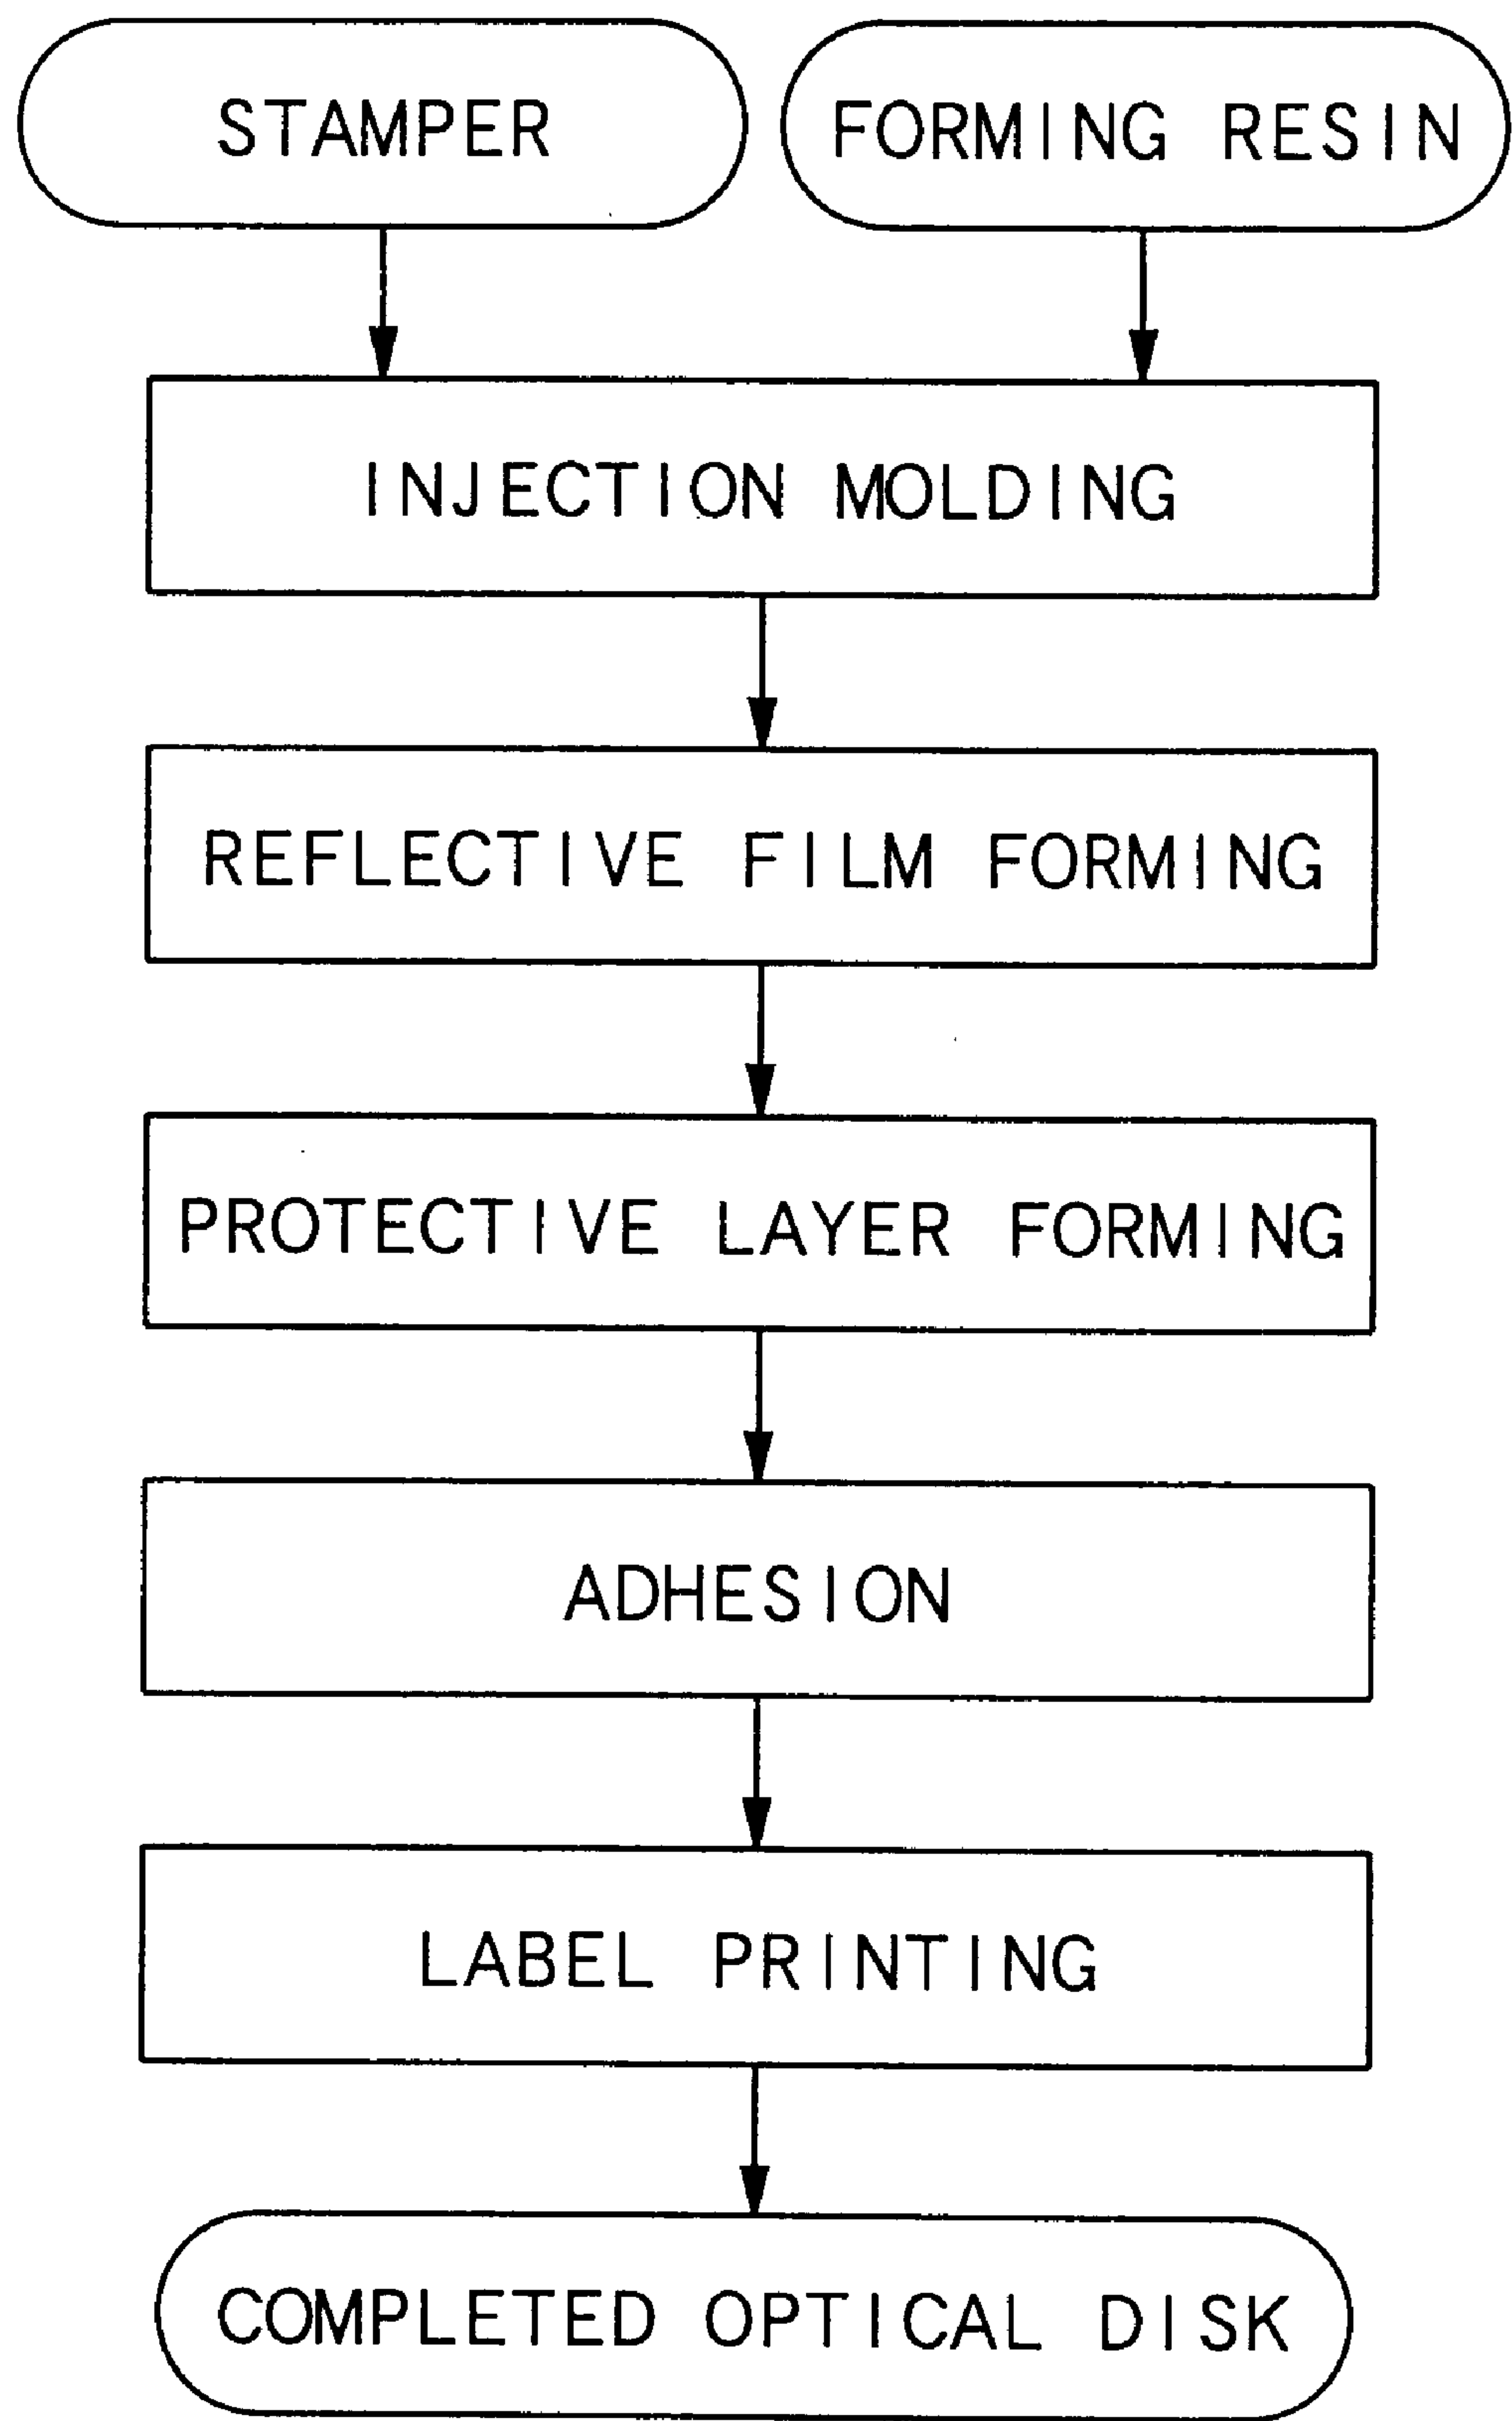 STAMPER
FORMING RESIN
INJECTION MOLDING
REFLECTIVE FILM FORMING
PROTECTIVE LAYER FORMING
ADHESION
LABEL PRINTING
COMPLETED OPTICAL DISK